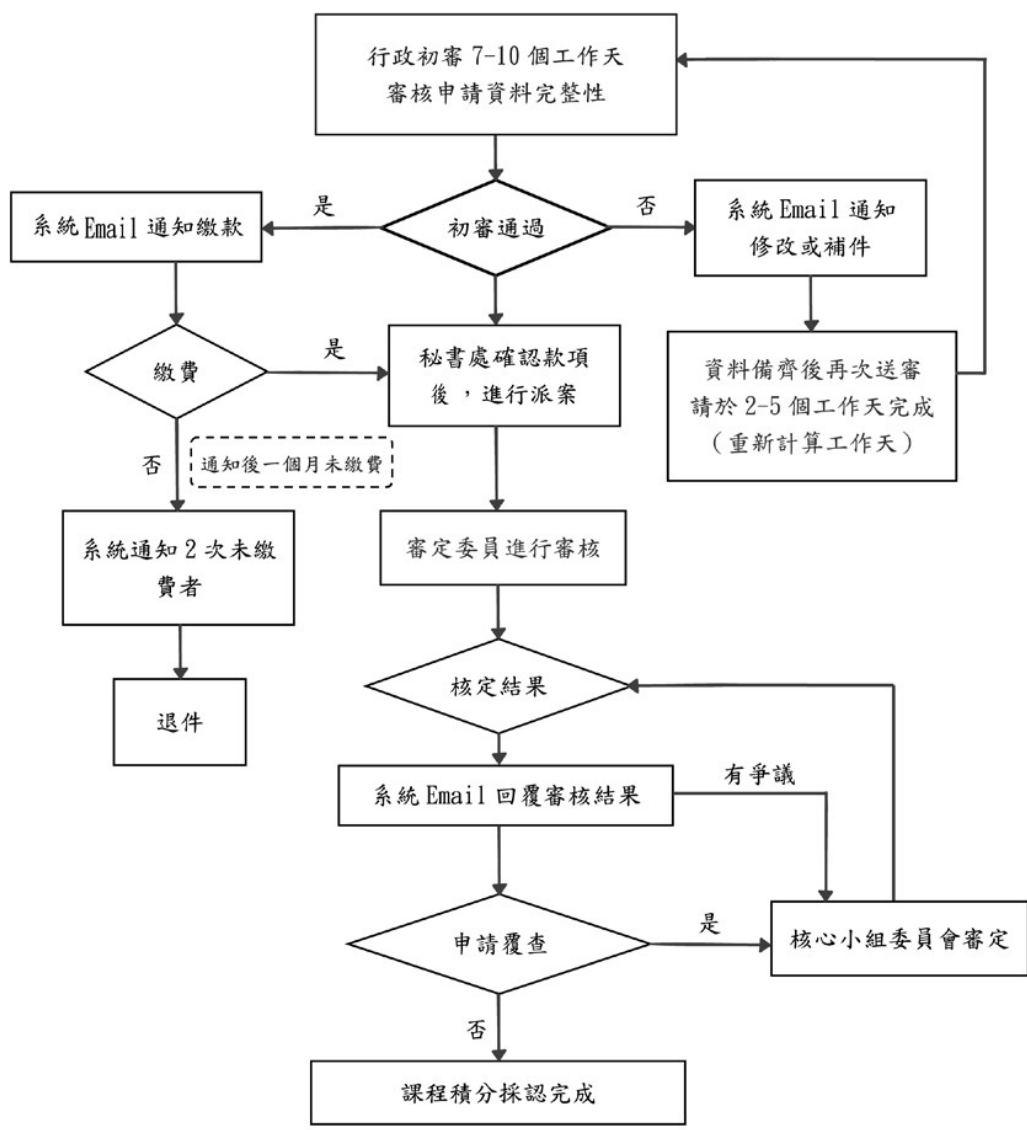 行政初審 7-10 個工作天
審核申請資料完整性
是
否
系統 Email 通知繳款
初審通過
系統 Email 通知
修改或補件
繳費
是
秘書處確認款項
後，進行派案
資料備齊後再次送審
請於 2-5 個工作天完成
（重新計算工作天）
否
通知後一個月未繳費
系統通知 2 次未繳
費者
審定委員進行審核
退件
核定結果
系統 Email 回覆審核結果
有爭議
申請覆查
是
核心小組委員會審定
否
課程積分採認完成